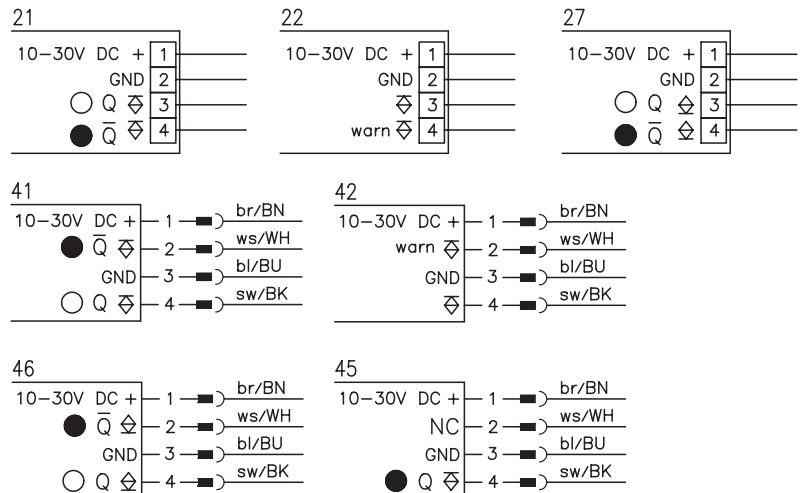 21
10–30V DC + 1
GND 2
Q 3
Q̅ 4
22
10–30V DC + 1
GND 2
3
warn 4
27
10–30V DC + 1
GND 2
Q 3
Q̅ 4
41
10–30V DC + 1 br/BN
Q̅ 2 ws/WH
GND 3 bl/BU
Q 4 sw/BK
42
10–30V DC + 1 br/BN
warn 2 ws/WH
GND 3 bl/BU
4 sw/BK
46
10–30V DC + 1 br/BN
Q̅ 2 ws/WH
GND 3 bl/BU
Q 4 sw/BK
45
10–30V DC + 1 br/BN
NC 2 ws/WH
GND 3 bl/BU
Q 4 sw/BK